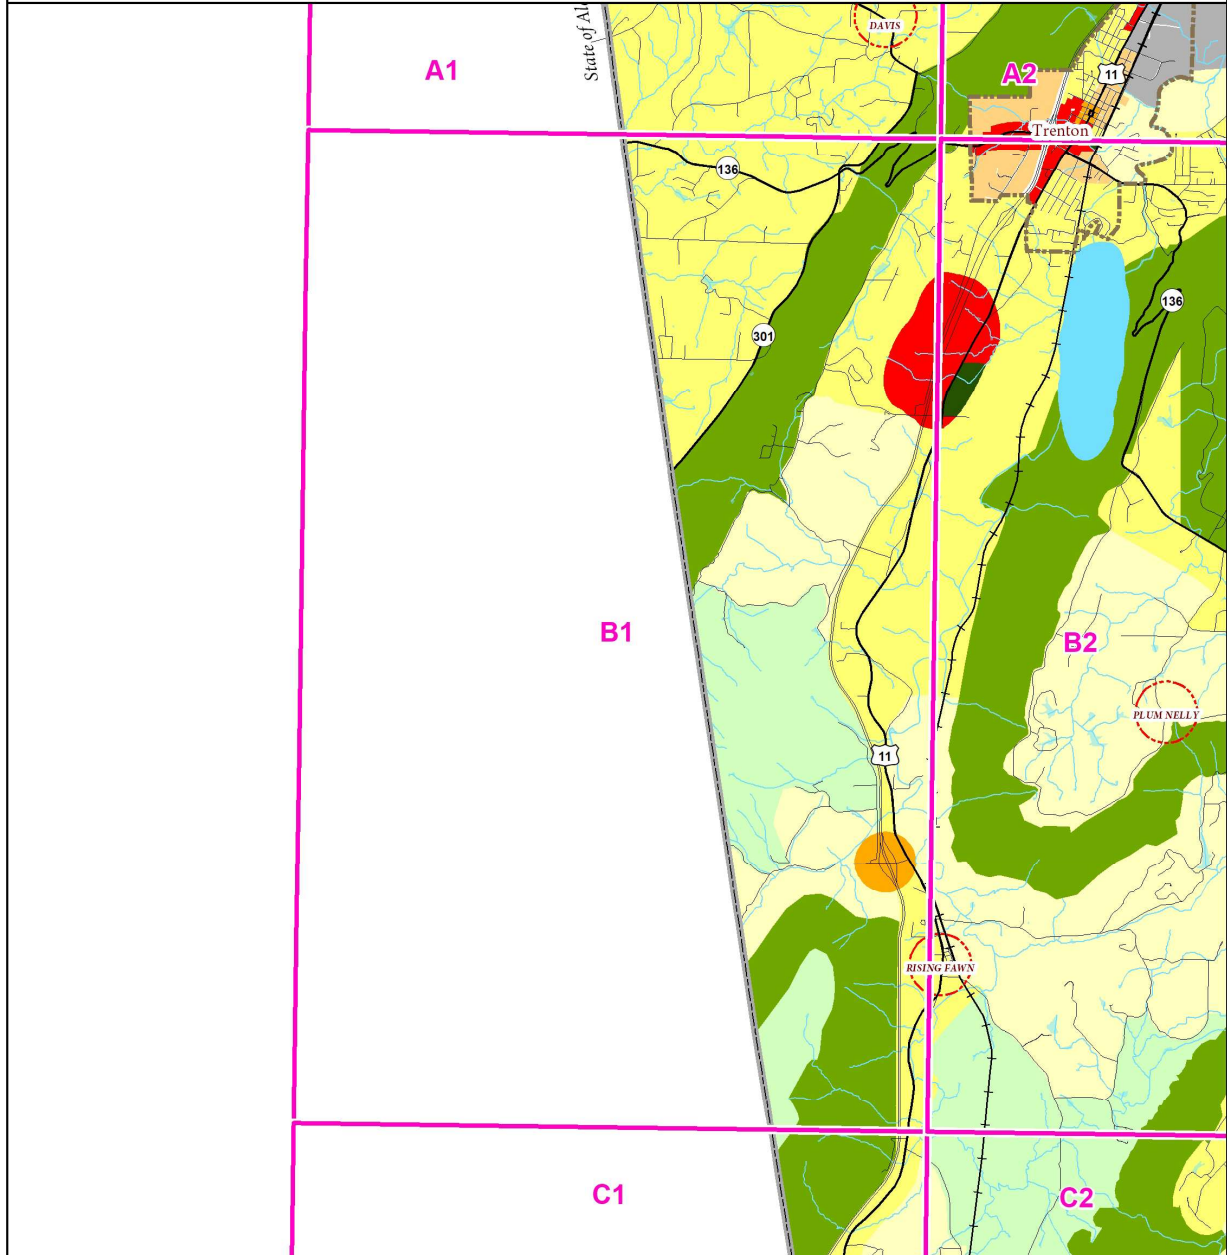 State of Al
DAVIS
A1
A2
11
Trenton
136
136
301
B1
B2
PLUM NELLY
11
RISING FAWN
C1
C2